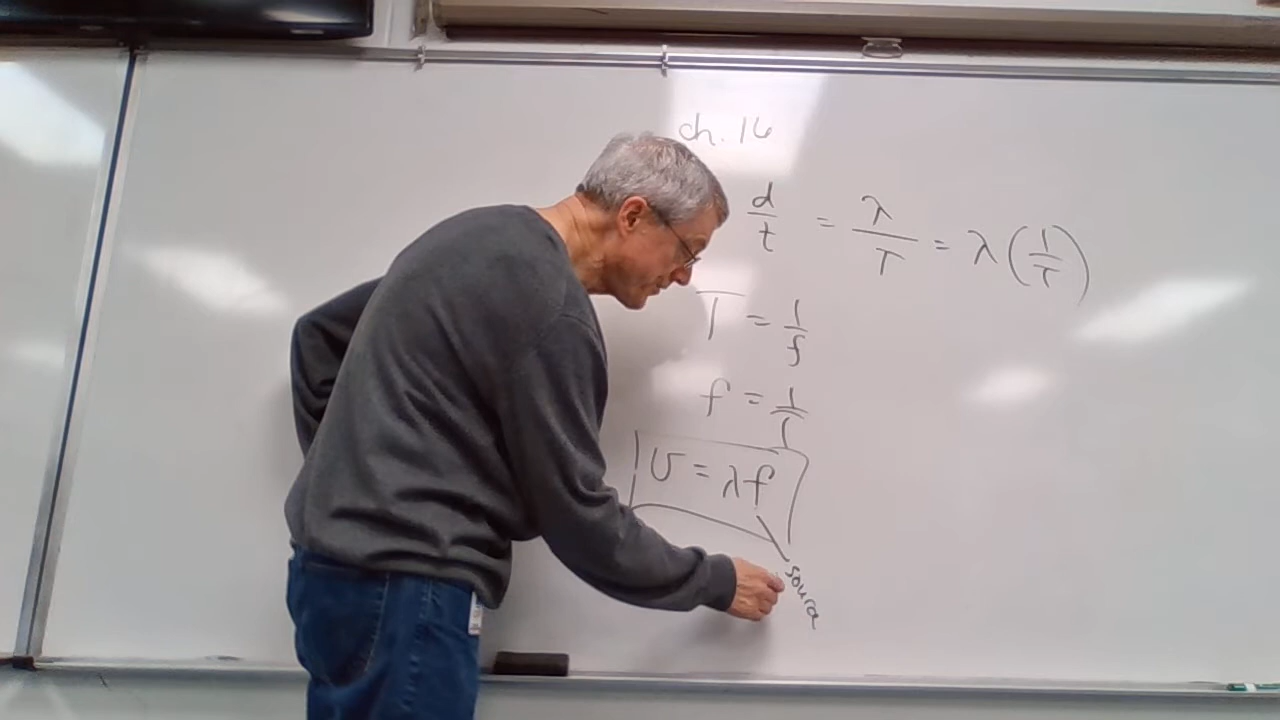 ch. 16
d/t = λ/T = λ(1/T)
T = 1/f
f = 1/T
v = λf
source